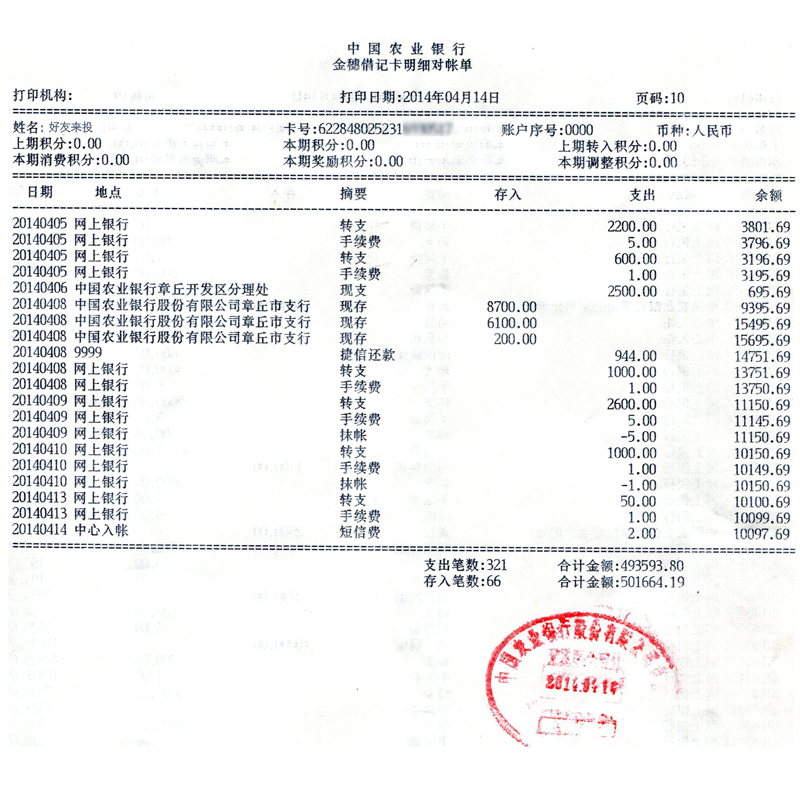 中国农业银行
金穗借记卡明细对帐单
打印机构: 打印日期:2014年04月14日 页码:10
姓名: 好友来投 卡号:622848025231 账户序号:0000 币种:人民币
上期积分:0.00 本期积分:0.00 上期转入积分:0.00
本期消费积分:0.00 本期奖励积分:0.00 本期调整积分:0.00
日期 地点 摘要 存入 支出 余额
20140405 网上银行 转支 2200.00 3801.69
20140405 网上银行 手续费 5.00 3796.69
20140405 网上银行 转支 600.00 3196.69
20140405 网上银行 手续费 1.00 3195.69
20140406 中国农业银行章丘开发区分理处 现支 2500.00 695.69
20140408 中国农业银行股份有限公司章丘市支行 现存 8700.00 9395.69
20140408 中国农业银行股份有限公司章丘市支行 现存 6100.00 15495.69
20140408 中国农业银行股份有限公司章丘市支行 现存 200.00 15695.69
20140408 9999 捷信还款 944.00 14751.69
20140408 网上银行 转支 1000.00 13751.69
20140408 网上银行 手续费 1.00 13750.69
20140409 网上银行 转支 2600.00 11150.69
20140409 网上银行 手续费 5.00 11145.69
20140409 网上银行 抹帐 -5.00 11150.69
20140410 网上银行 转支 1000.00 10150.69
20140410 网上银行 手续费 1.00 10149.69
20140410 网上银行 抹帐 -1.00 10150.69
20140413 网上银行 转支 50.00 10100.69
20140413 网上银行 手续费 1.00 10099.69
20140414 中心入帐 短信费 2.00 10097.69
支出笔数:321 合计金额:493593.80
存入笔数:66 合计金额:501664.19
中国农业银行股份有限公司
2014.04.14